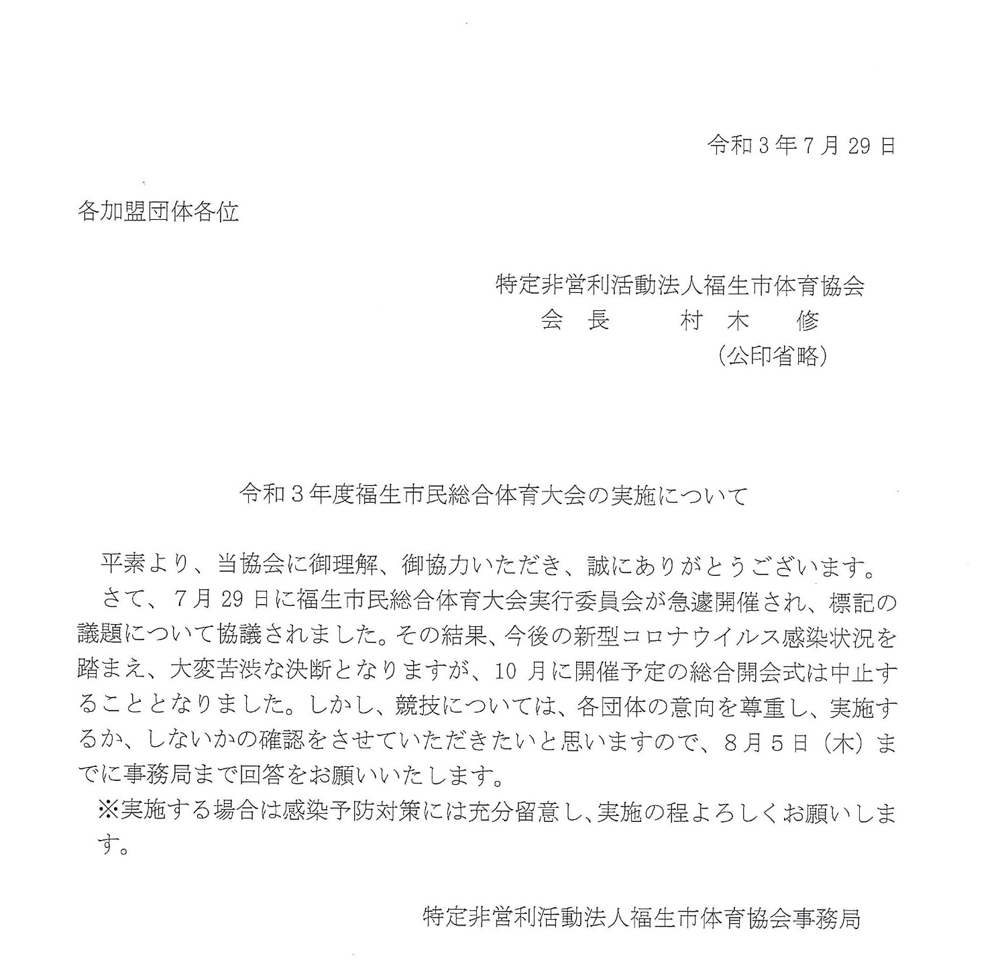 令和３年７月 29 日
各加盟団体各位
特定非営利活動法人福生市体育協会
会　長　　　村　木　　修
（公印省略）
令和３年度福生市民総合体育大会の実施について
平素より、当協会に御理解、御協力いただき、誠にありがとうございます。
さて、７月 29 日に福生市民総合体育大会実行委員会が急遽開催され、標記の
議題について協議されました。その結果、今後の新型コロナウイルス感染状況を
踏まえ、大変苦渋な決断となりますが、10 月に開催予定の総合開会式は中止す
ることとなりました。しかし、競技については、各団体の意向を尊重し、実施す
るか、しないかの確認をさせていただきたいと思いますので、８月５日（木）ま
でに事務局まで回答をお願いいたします。
※実施する場合は感染予防対策には充分留意し、実施の程よろしくお願いしま
す。
特定非営利活動法人福生市体育協会事務局